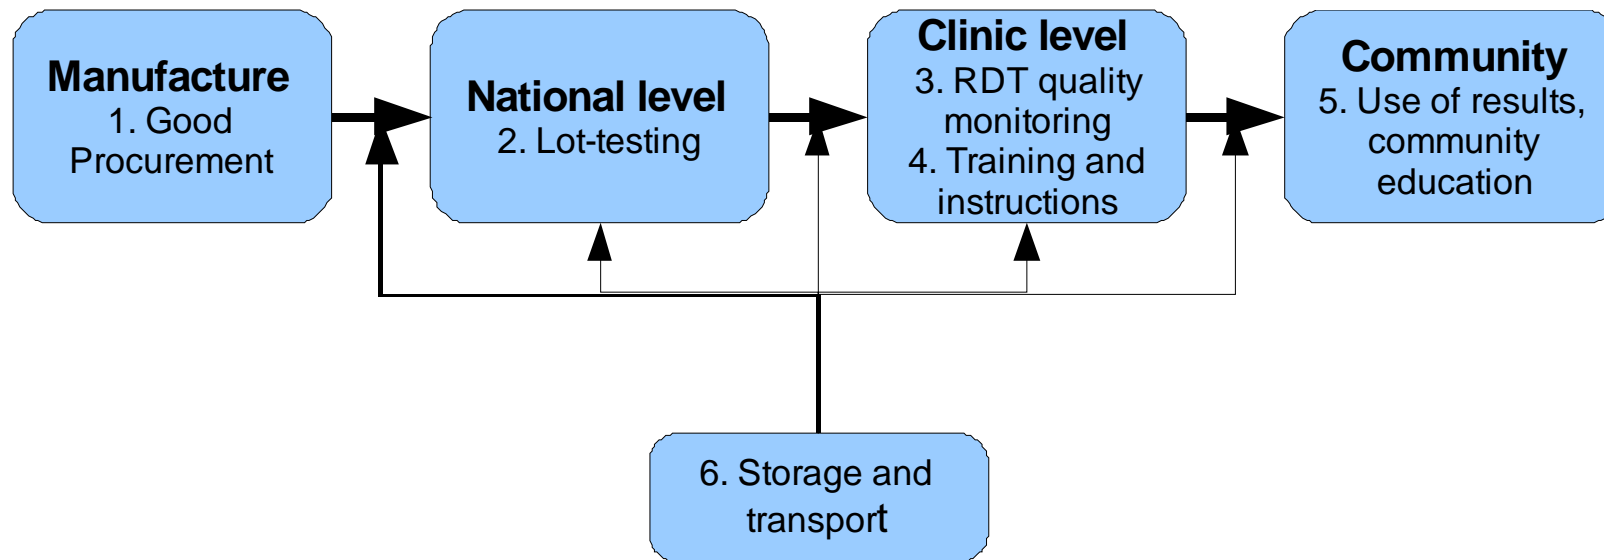 Manufacture
1. Good
Procurement
National level
2. Lot-testing
Clinic level
3. RDT quality
monitoring
4. Training and
instructions
Community
5. Use of results,
community
education
6. Storage and
transport